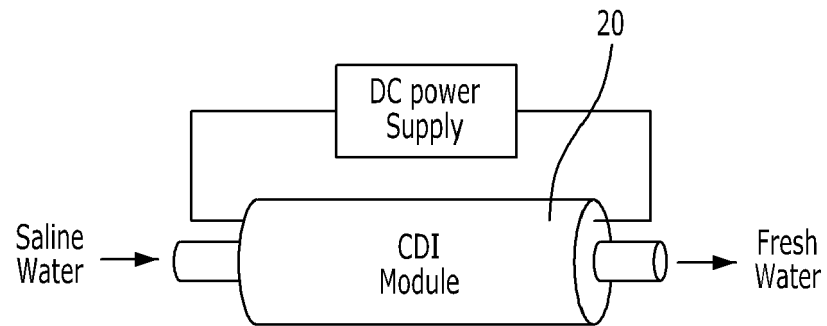 20
DC power
Supply
Saline
Water
CDI
Module
Fresh
Water